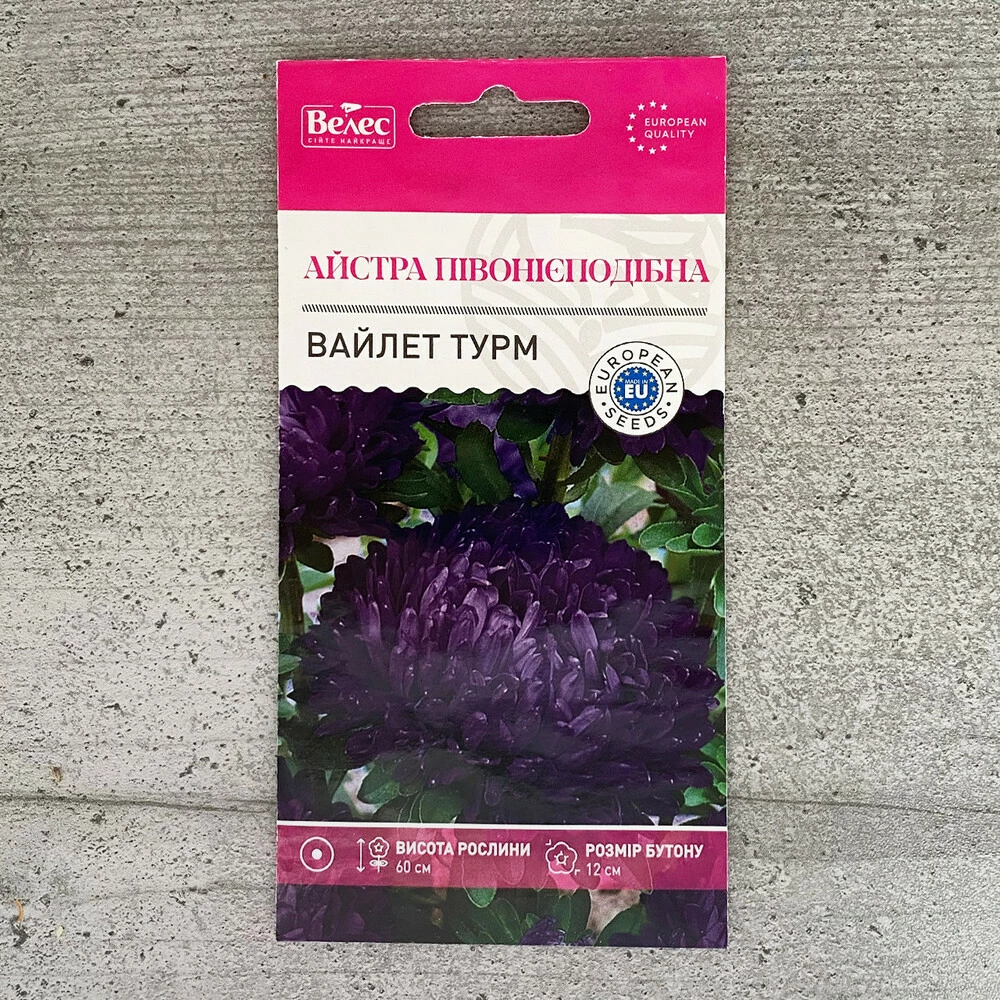 Велес
СІЙТЕ НАЙКРАЩЕ
EUROPEAN
QUALITY
АЙСТРА ПІВОНІЄПОДІБНА
ВАЙЛЕТ ТУРМ
EUROPEAN
MADE IN
EU
SEEDS
ВИСОТА РОСЛИНИ
60 см
РОЗМІР БУТОНУ
12 см